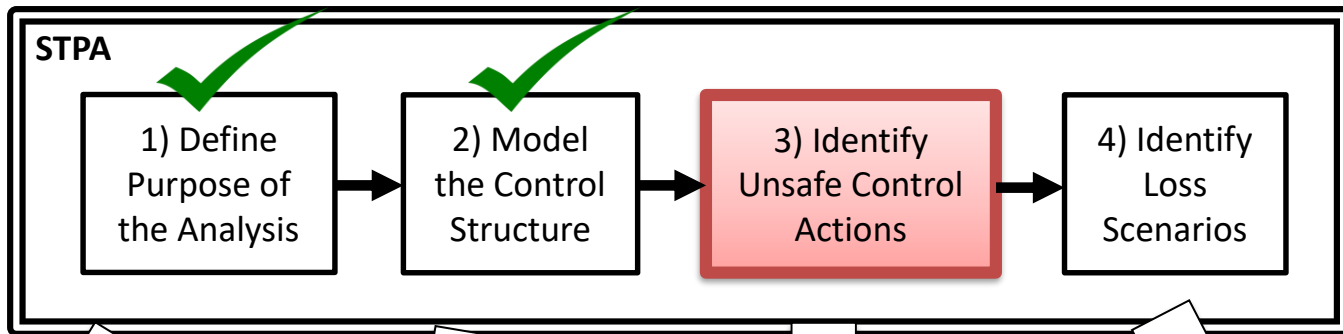 STPA
1) Define
Purpose of
the Analysis
2) Model
the Control
Structure
3) Identify
Unsafe Control
Actions
4) Identify
Loss
Scenarios